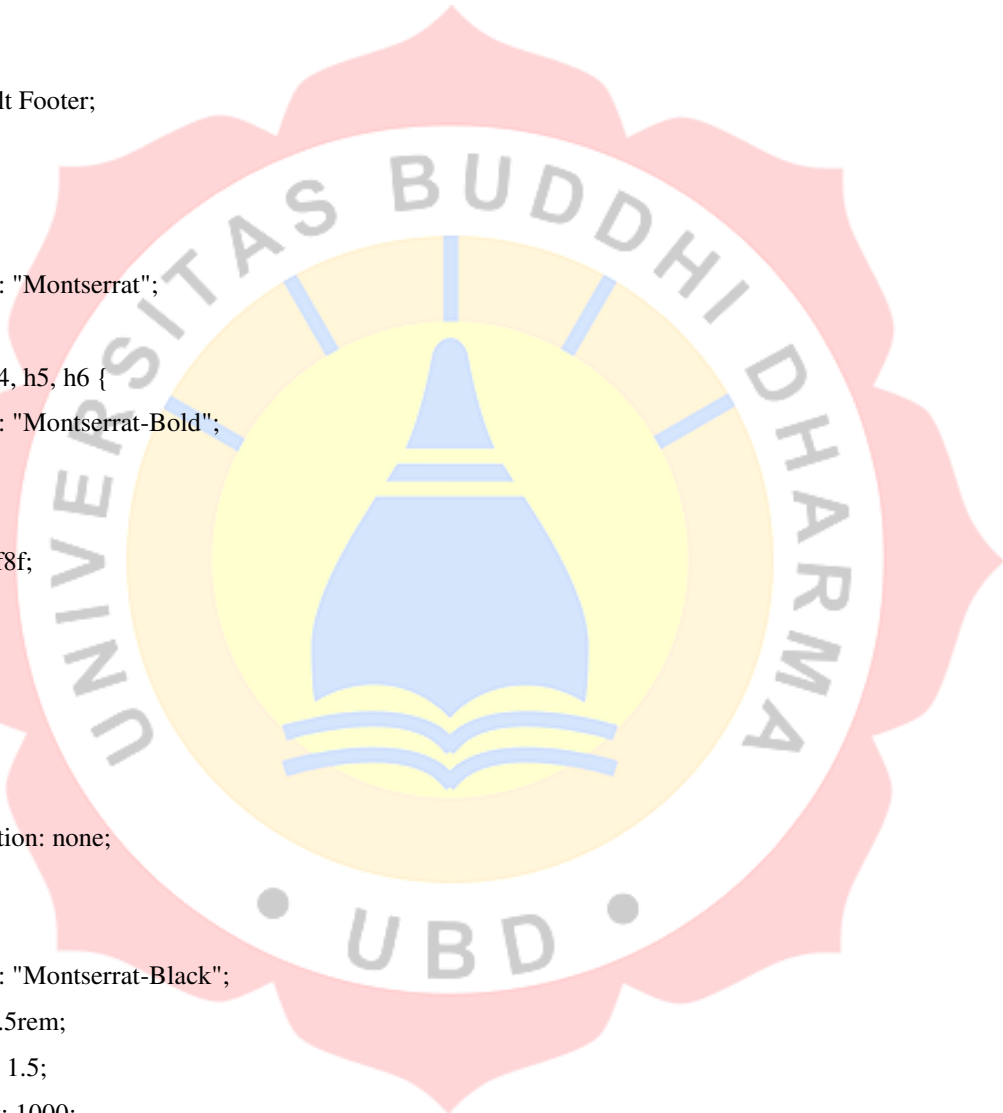 lt Footer;
: "Montserrat";
4, h5, h6 {
: "Montserrat-Bold";
f8f;
tion: none;
: "Montserrat-Black";
.5rem;
1.5;
: 1000;
UNIVERSITAS BUDDHI DHARMA
• UBD •